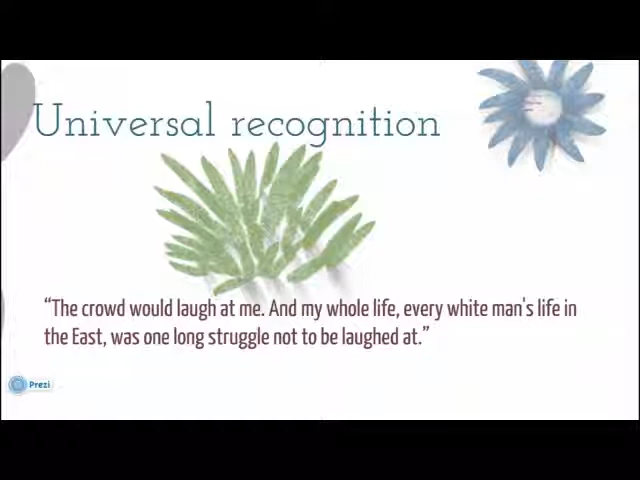 Universal recognition
“The crowd would laugh at me. And my whole life, every white man's life in
the East, was one long struggle not to be laughed at.”
Prezi